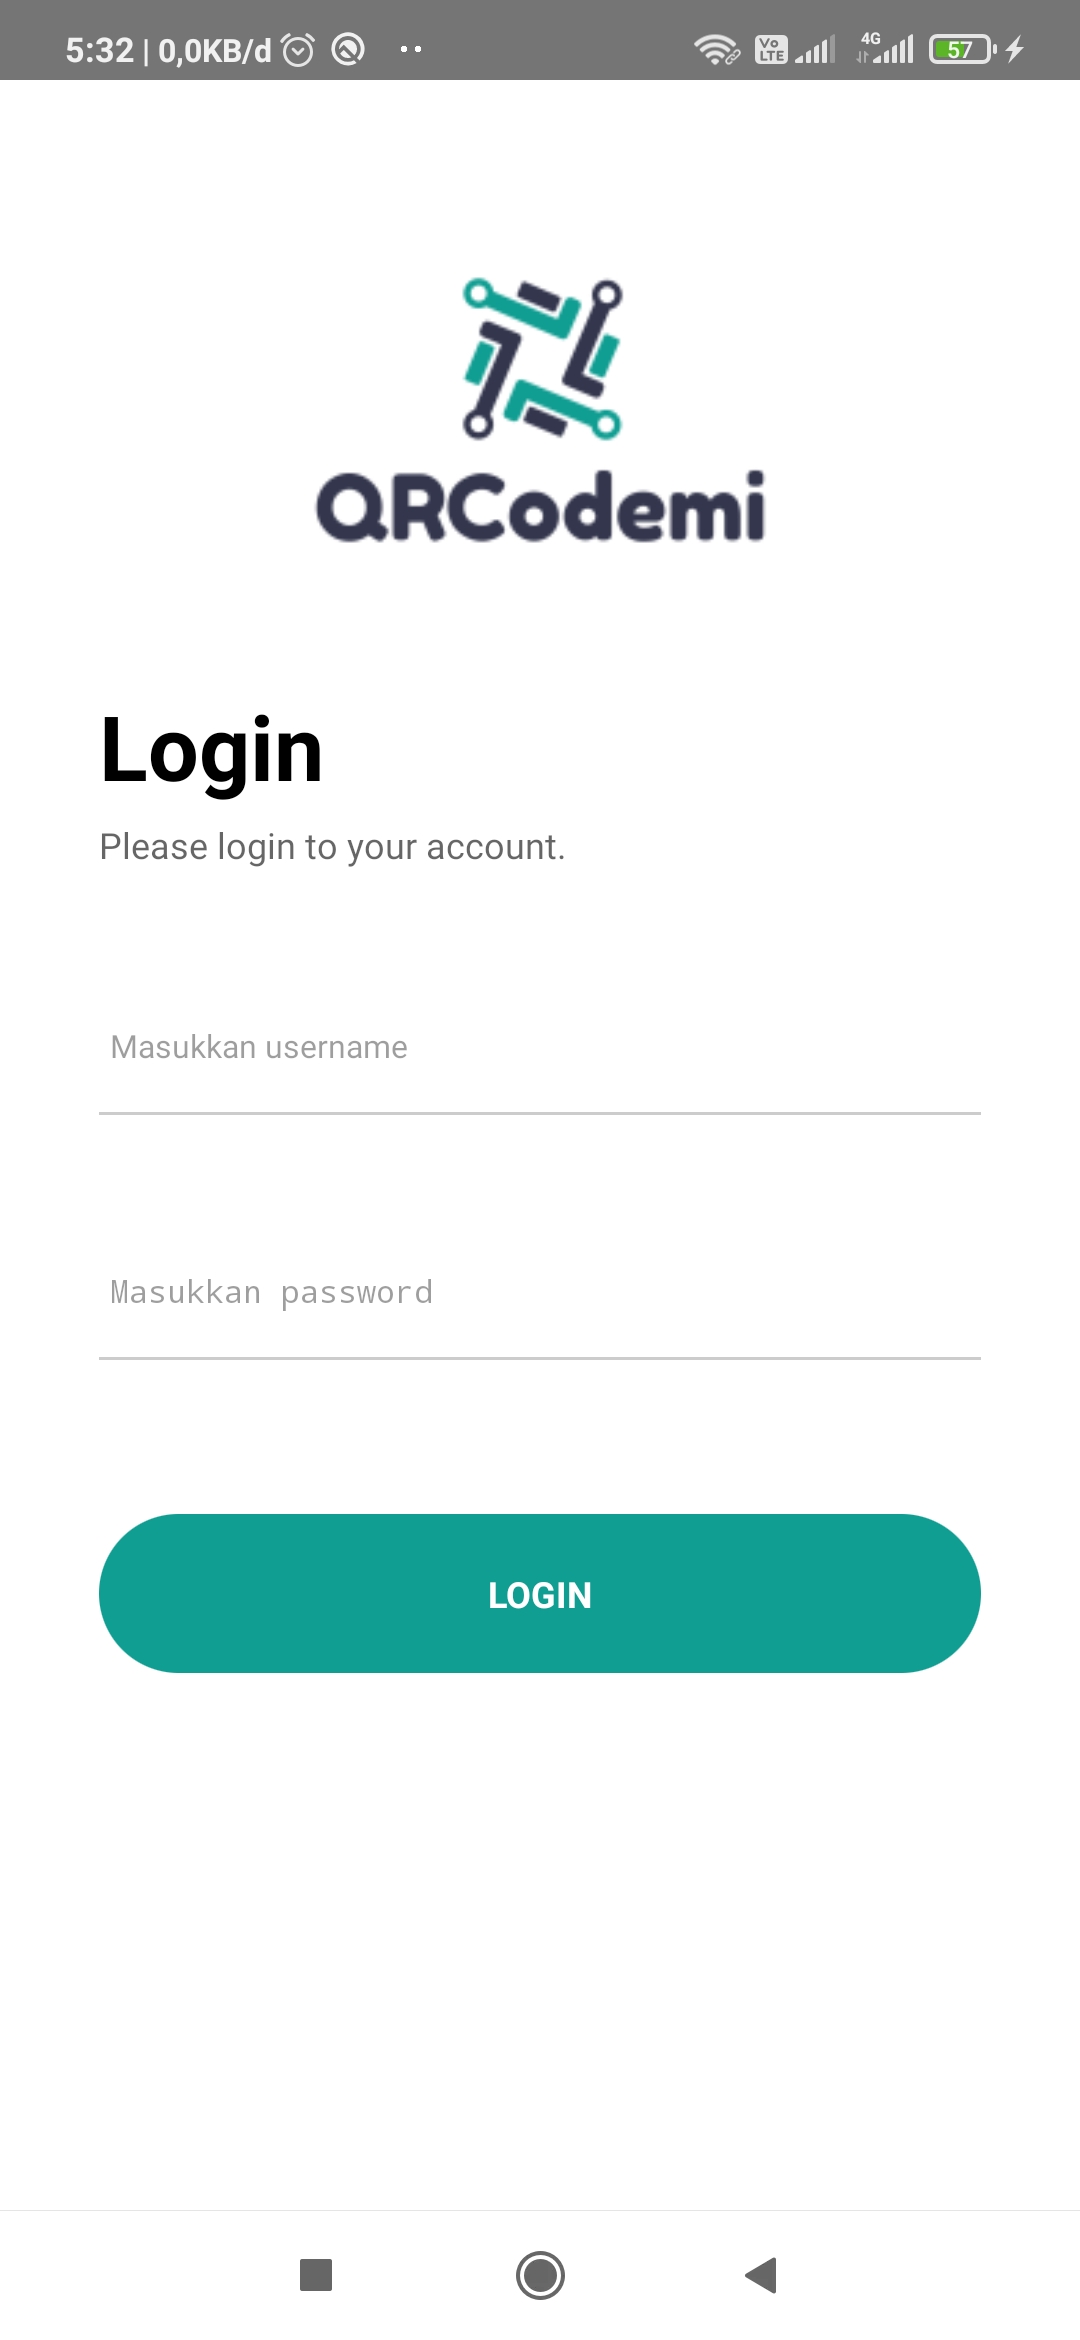 5:32 | 0,0KB/d
Vo
LTE
4G
57
QRCodemi
Login
Please login to your account.
Masukkan username
Masukkan password
LOGIN